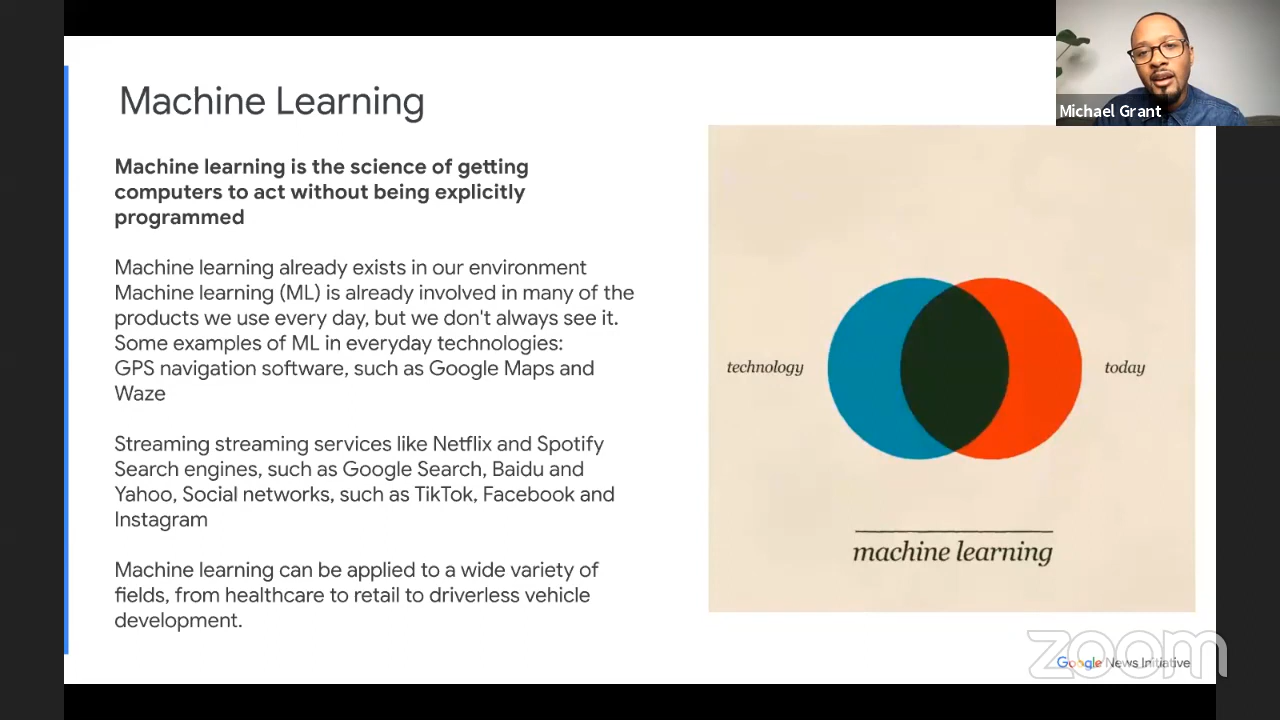 Machine Learning
Michael Grant
Machine learning is the science of getting
computers to act without being explicitly
programmed
Machine learning already exists in our environment
Machine learning (ML) is already involved in many of the
products we use every day, but we don't always see it.
Some examples of ML in everyday technologies:
GPS navigation software, such as Google Maps and
Waze
Streaming streaming services like Netflix and Spotify
Search engines, such as Google Search, Baidu and
Yahoo, Social networks, such as TikTok, Facebook and
Instagram
Machine learning can be applied to a wide variety of
fields, from healthcare to retail to driverless vehicle
development.
technology
today
machine learning
zoom
Google News Initiative